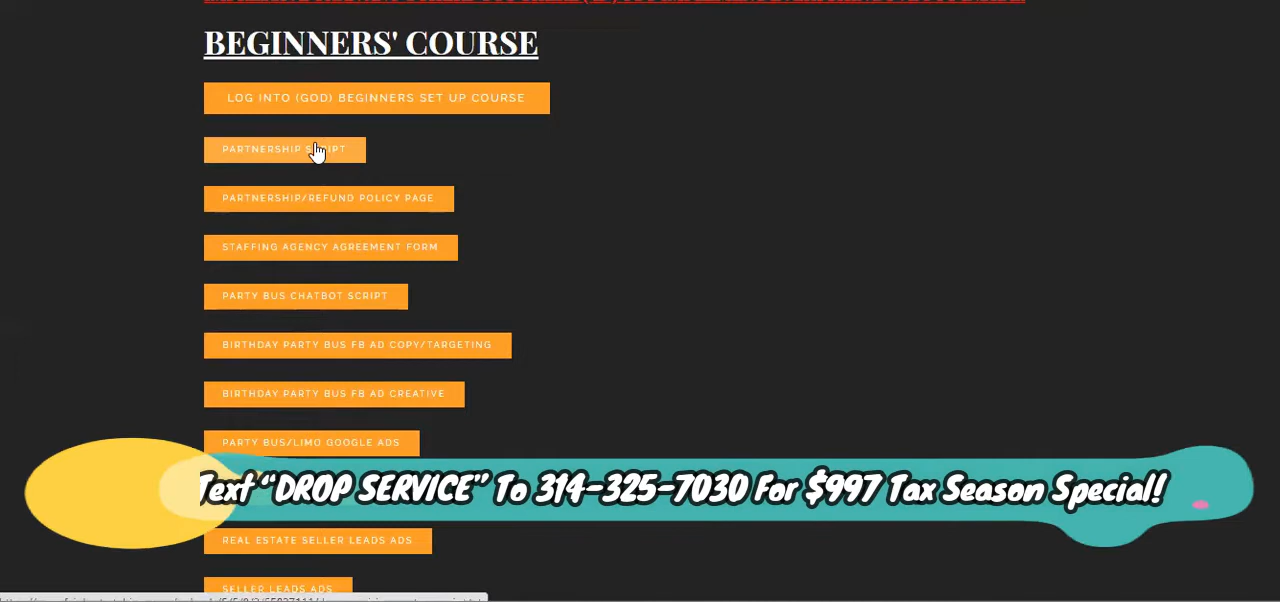 BEGINNERS' COURSE
LOG INTO (GOD) BEGINNERS SET UP COURSE
PARTNERSHIP SCRIPT
PARTNERSHIP/REFUND POLICY PAGE
STAFFING AGENCY AGREEMENT FORM
PARTY BUS CHATBOT SCRIPT
BIRTHDAY PARTY BUS FB AD COPY/TARGETING
BIRTHDAY PARTY BUS FB AD CREATIVE
PARTY BUS/LIMO GOOGLE ADS
Text “DROP SERVICE” To 314-325-7030 For $997 Tax Season Special!
REAL ESTATE SELLER LEADS ADS
SELLER LEADS ADS